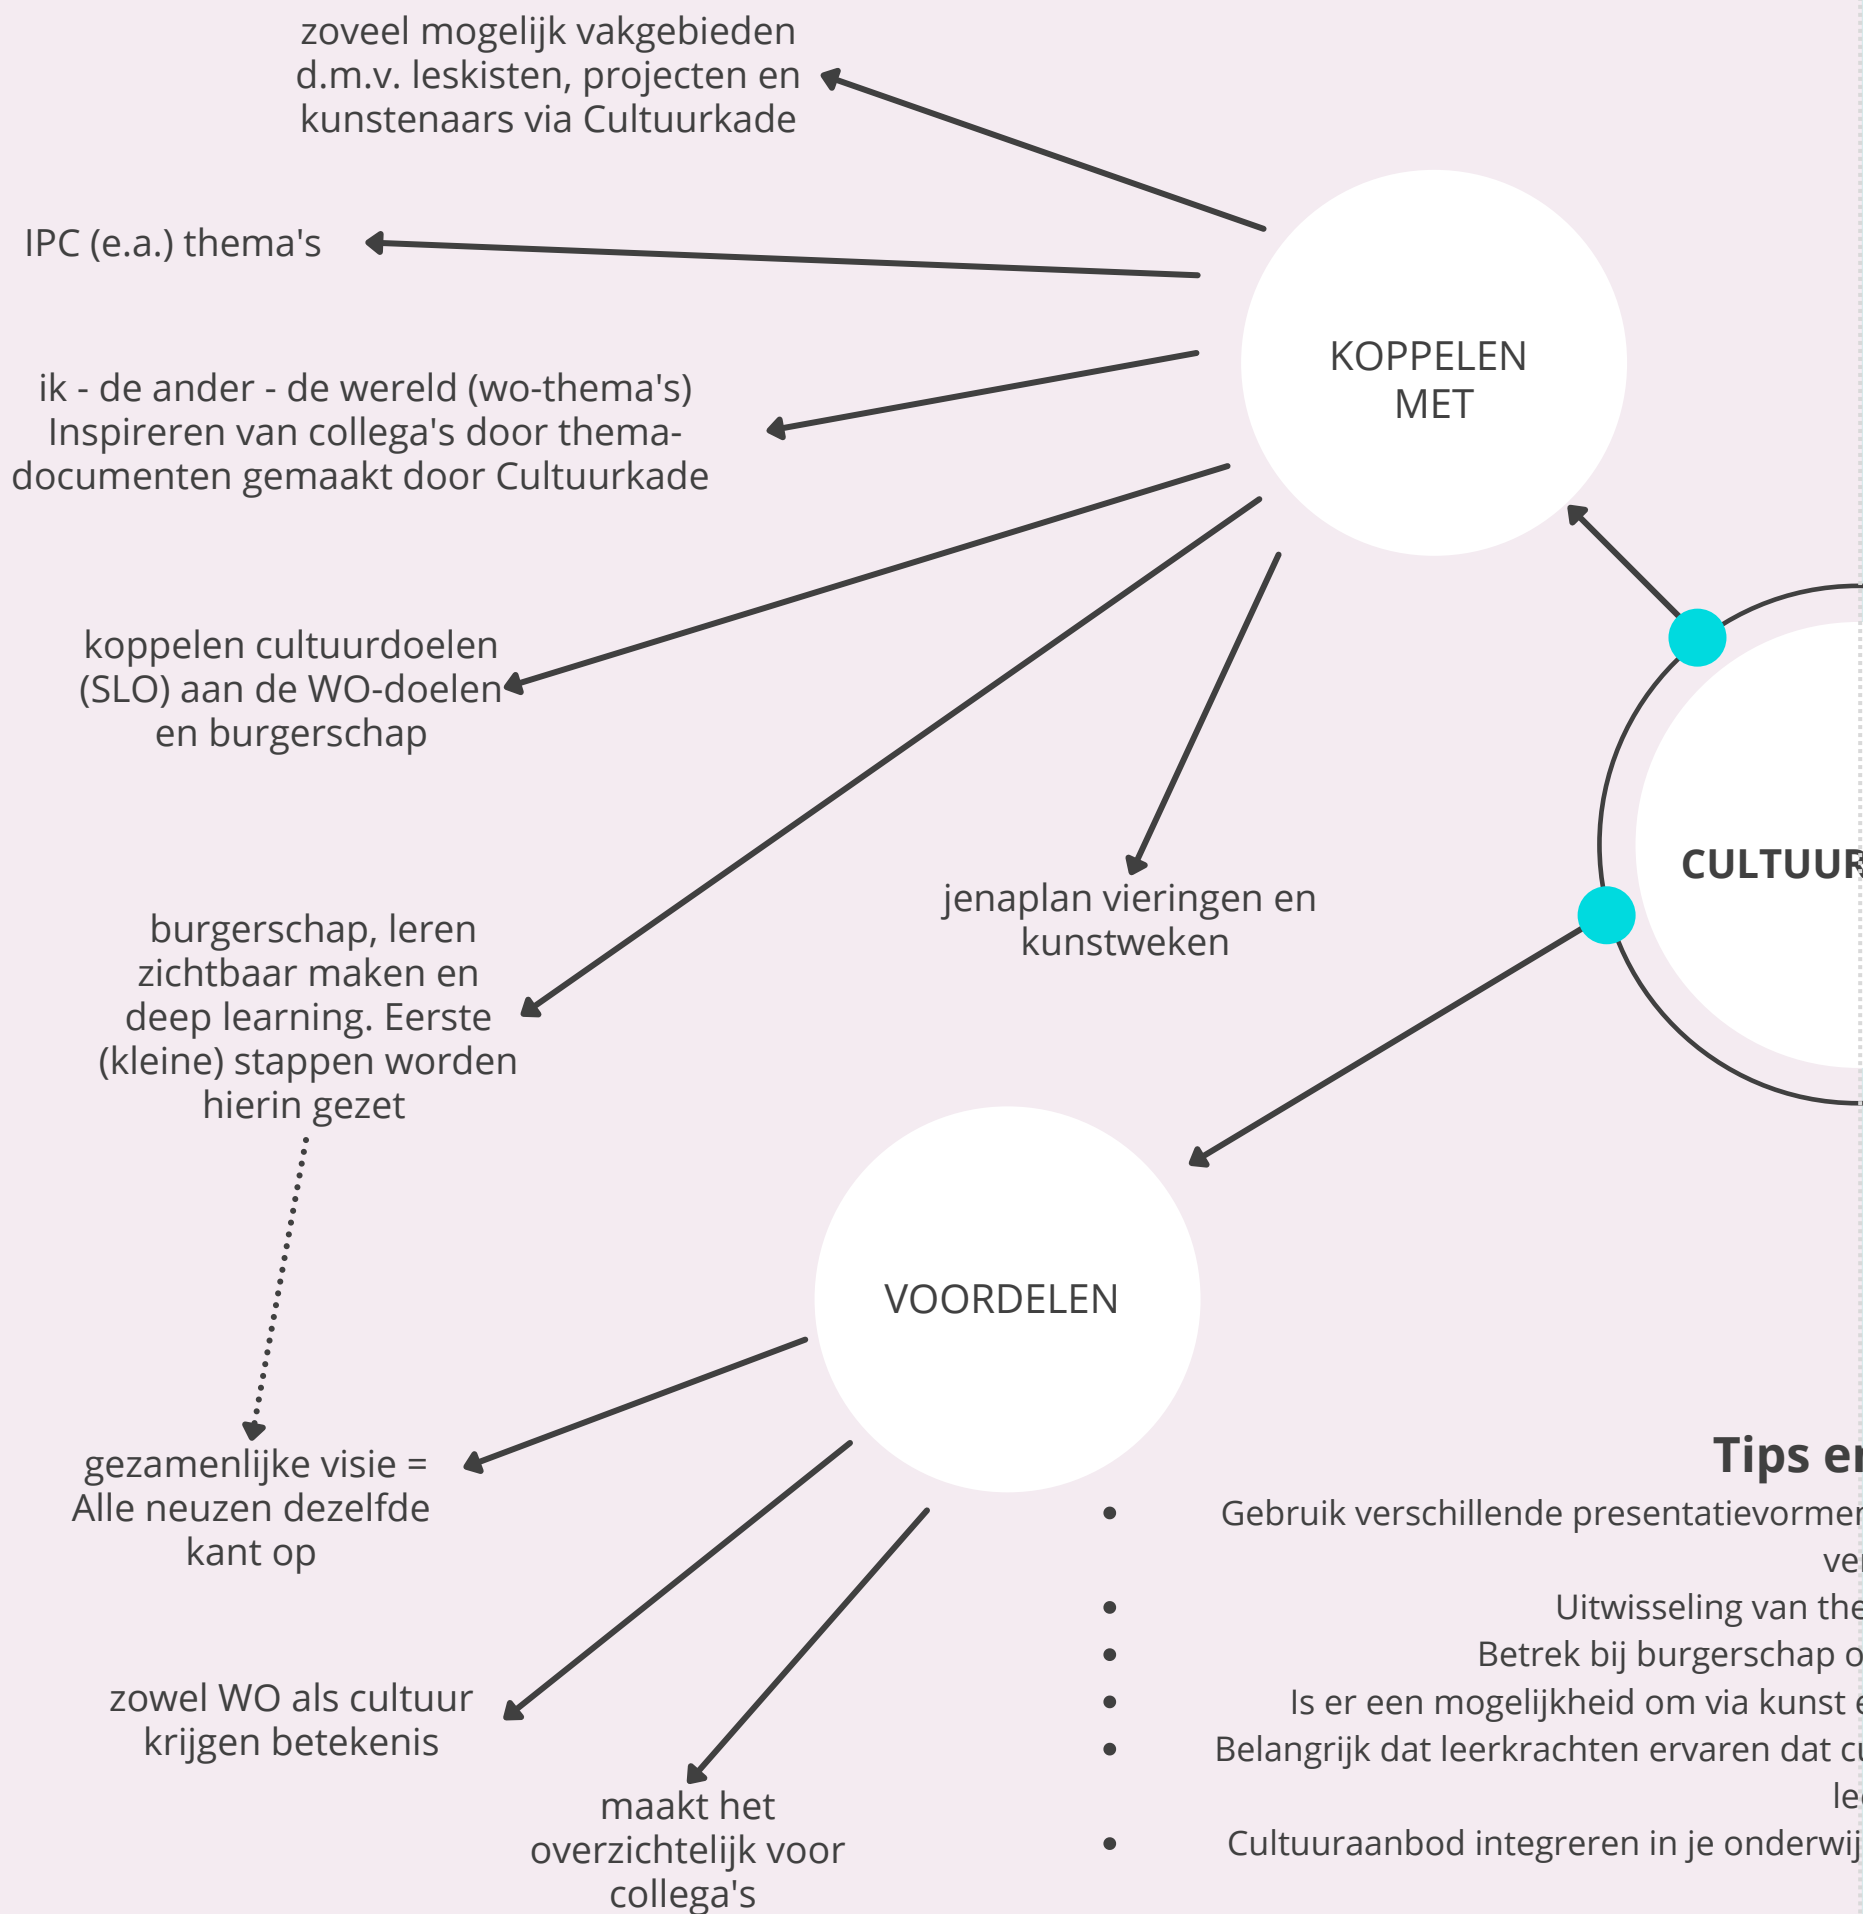 zoveel mogelijk vakgebieden
d.m.v. leskisten, projecten en
kunstenaars via Cultuurkade
IPC (e.a.) thema's
KOPPELEN
MET
ik - de ander - de wereld (wo-thema's)
Inspireren van collega's door thema-
documenten gemaakt door Cultuurkade
koppelen cultuurdoelen
(SLO) aan de WO-doelen
en burgerschap
CULTUUR
jenaplan vieringen en
kunstweken
burgerschap, leren
zichtbaar maken en
deep learning. Eerste
(kleine) stappen worden
hierin gezet
VOORDELEN
gezamenlijke visie =
Alle neuzen dezelfde
kant op
zowel WO als cultuur
krijgen betekenis
maakt het
overzichtelijk voor
collega's
Tips
• Gebruik verschillende
• Uitwisseling van
• Betrek bij burgerschap
• Is er een mogelijkheid om via kunst
• Belangrijk dat leerkrachten ervaren dat
• Cultuuraanbod integreren in je